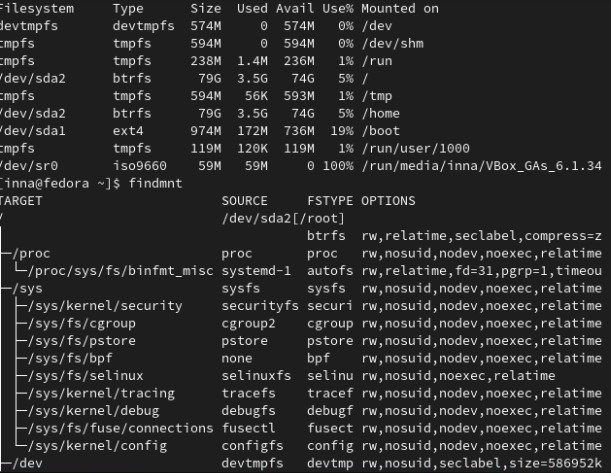 Filesystem     Type      Size  Used Avail Use% Mounted on
devtmpfs       devtmpfs  574M     0  574M   0% /dev
tmpfs          tmpfs     594M     0  594M   0% /dev/shm
tmpfs          tmpfs     238M  1.4M  236M   1% /run
/dev/sda2      btrfs      79G  3.5G   74G   5% /
tmpfs          tmpfs     594M   56K  593M   1% /tmp
/dev/sda2      btrfs      79G  3.5G   74G   5% /home
/dev/sda1      ext4      974M  172M  736M  19% /boot
tmpfs          tmpfs     119M  120K  119M   1% /run/user/1000
/dev/sr0       iso9660    59M   59M     0 100% /run/media/inna/VBox_GAs_6.1.34
[inna@fedora ~]$ findmnt
TARGET                       SOURCE     FSTYPE OPTIONS
/                            /dev/sda2[/root]
                                        btrfs  rw,relatime,seclabel,compress=z
├─/proc                      proc       proc   rw,nosuid,nodev,noexec,relatime
│ └─/proc/sys/fs/binfmt_misc systemd-1  autofs rw,relatime,fd=31,pgrp=1,timeou
├─/sys                       sysfs      sysfs  rw,nosuid,nodev,noexec,relatime
│ ├─/sys/kernel/security     securityfs securi rw,nosuid,nodev,noexec,relatime
│ ├─/sys/fs/cgroup           cgroup2    cgroup rw,nosuid,nodev,noexec,relatime
│ ├─/sys/fs/pstore           pstore     pstore rw,nosuid,nodev,noexec,relatime
│ ├─/sys/fs/bpf              none       bpf    rw,nosuid,nodev,noexec,relatime
│ ├─/sys/fs/selinux          selinuxfs  selinu rw,nosuid,noexec,relatime
│ ├─/sys/kernel/tracing      tracefs    tracef rw,nosuid,nodev,noexec,relatime
│ ├─/sys/kernel/debug        debugfs    debugf rw,nosuid,nodev,noexec,relatime
│ ├─/sys/fs/fuse/connections fusectl    fusect rw,nosuid,nodev,noexec,relatime
│ └─/sys/kernel/config       configfs   config rw,nosuid,nodev,noexec,relatime
├─/dev                       devtmpfs   devtmp rw,nosuid,seclabel,size=586952k